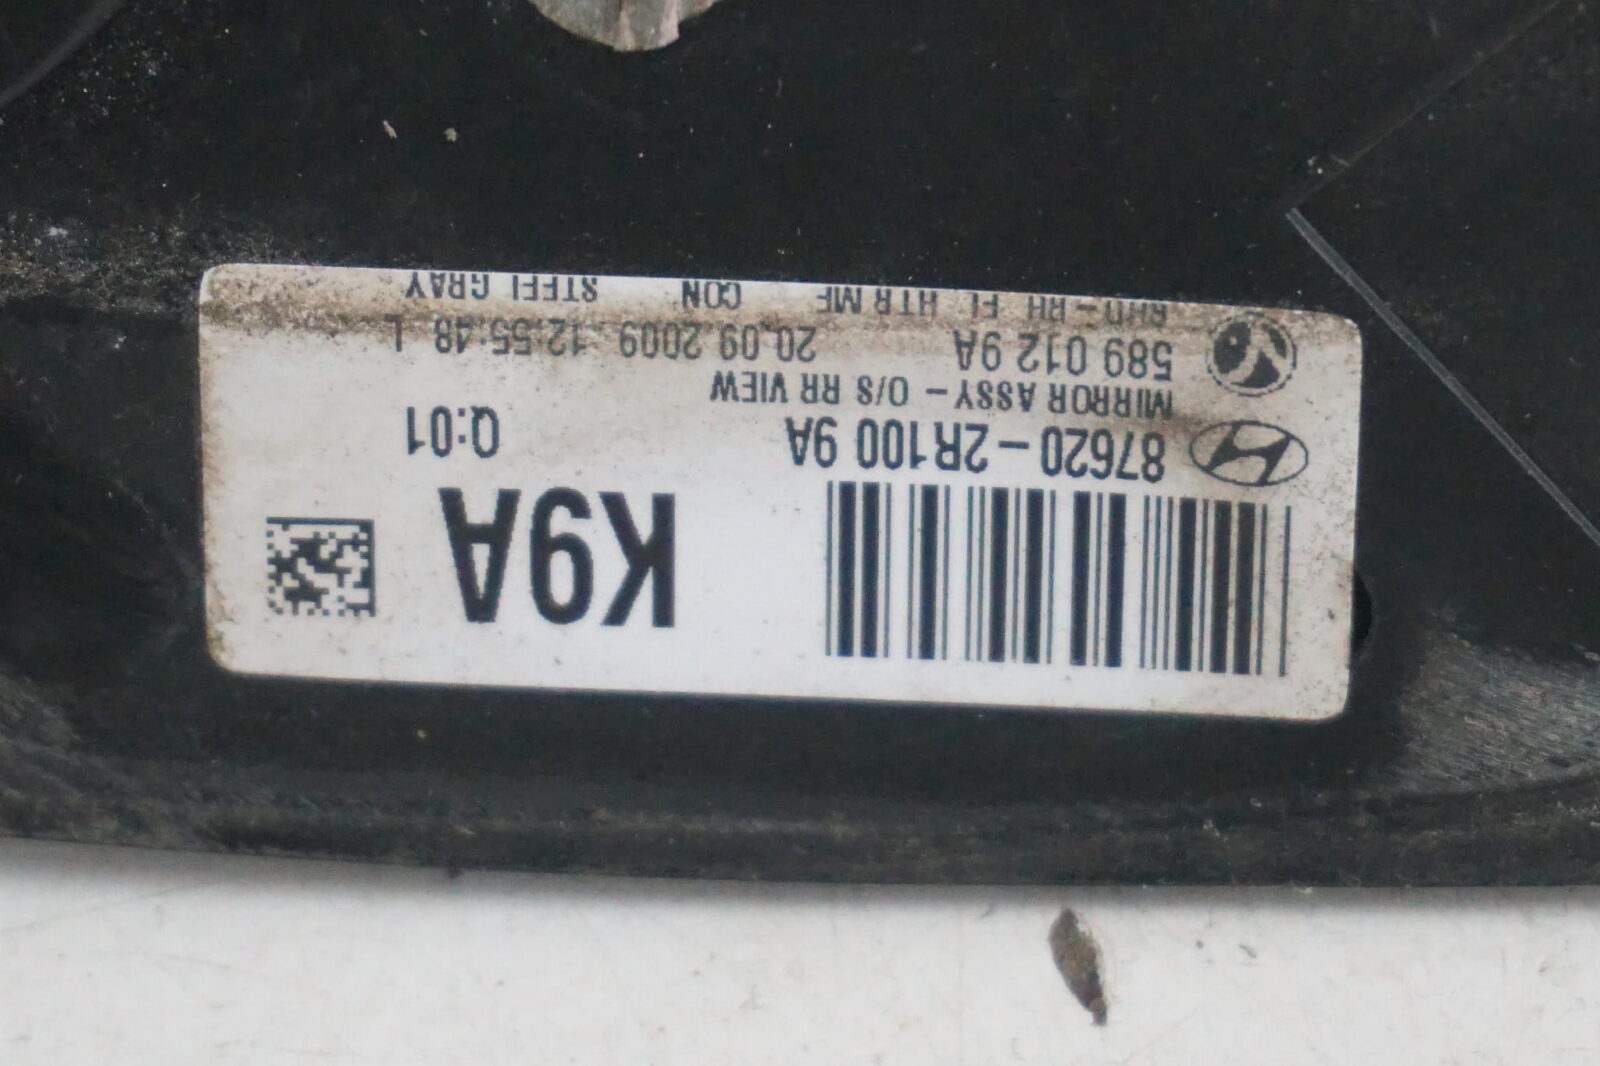 K9A
87620-2R100 9A Q:01
MIRROR ASSY - O/S RR VIEW
589 012 9A 20.09.2009 12:55:48 L
RHD-RH EL HTR MF CON STEEL GRAY